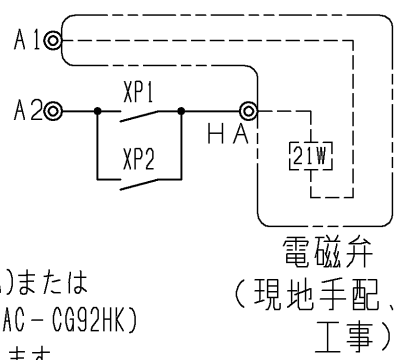 A1
A2
XP1
HA
XP2
21W
電磁弁
(現地手配、
工事)
)または
AC-CG92HK)
ます